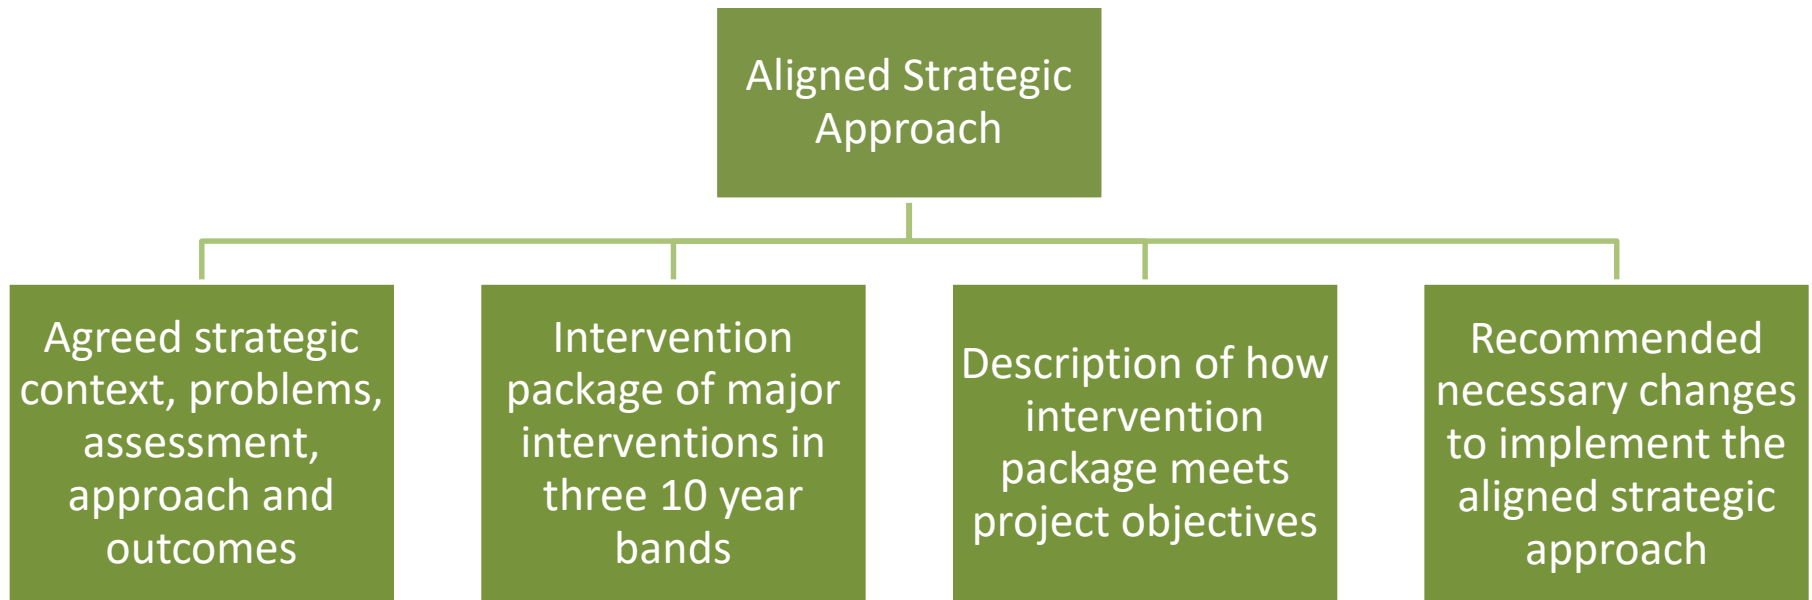 Aligned Strategic
Approach
Agreed strategic
context, problems,
assessment,
approach and
outcomes
Intervention
package of major
interventions in
three 10 year
bands
Description of how
intervention
package meets
project objectives
Recommended
necessary changes
to implement the
aligned strategic
approach